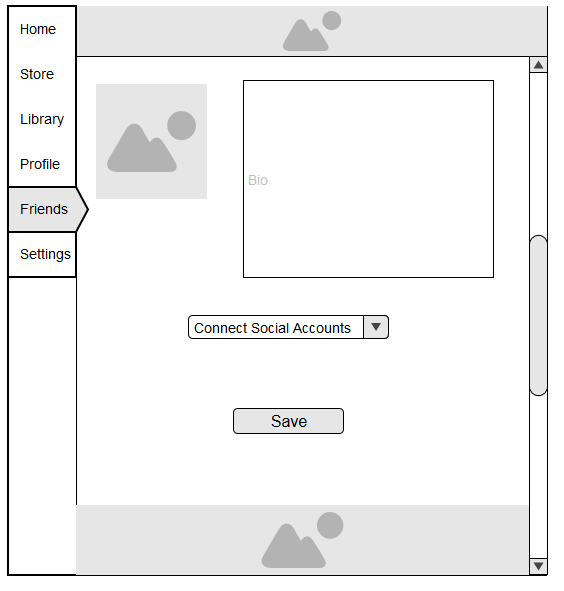 Home
Store
Library
Profile
Friends
Settings
Bio
Connect Social Accounts
Save